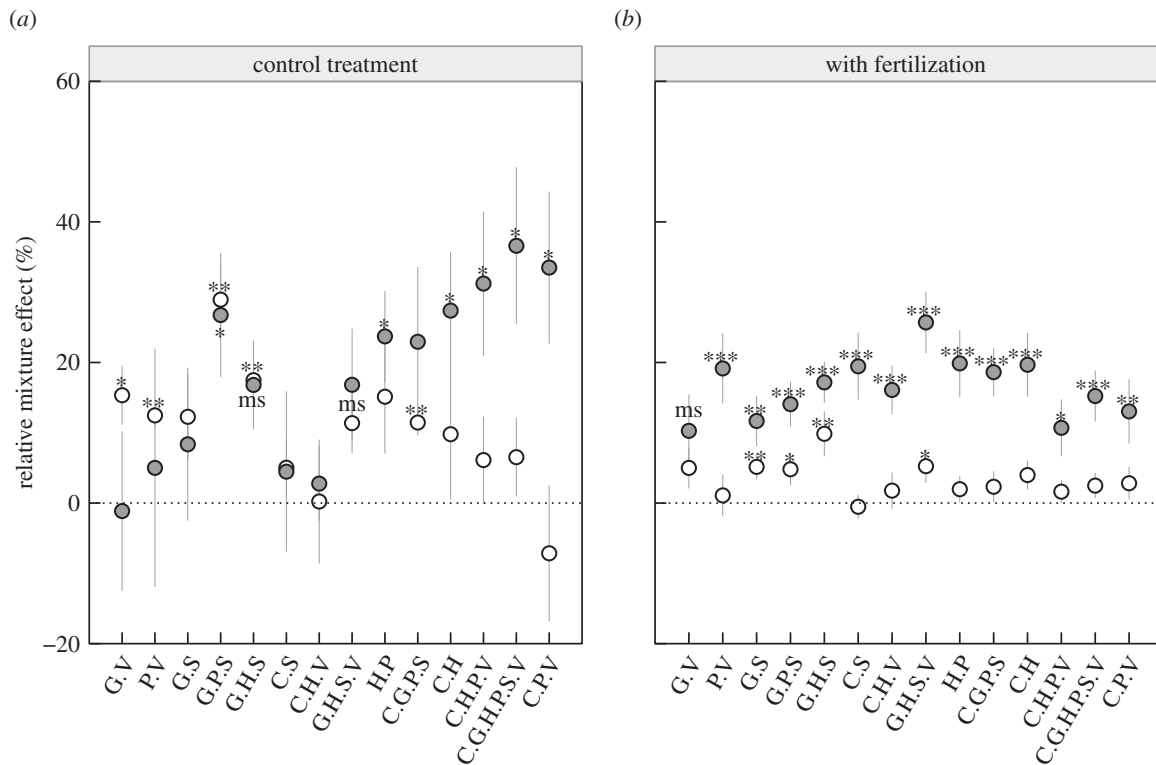 (a)
(b)
control treatment
with fertilization
relative mixture effect (%)
60
40
20
0
−20
*
**
**
*
**
ms
ms
*
**
*
*
*
*
ms
***
**
**
***
*
***
**
***
***
***
*
***
***
***
*
***
**
G.V
P.V
G.S
G.P.S
G.H.S
C.S
C.H.V
G.H.S.V
H.P
C.G.P.S
C.H
C.H.P.V
C.G.H.P.S.V
C.P.V
G.V
P.V
G.S
G.P.S
G.H.S
C.S
C.H.V
G.H.S.V
H.P
C.G.P.S
C.H
C.H.P.V
C.G.H.P.S.V
C.P.V